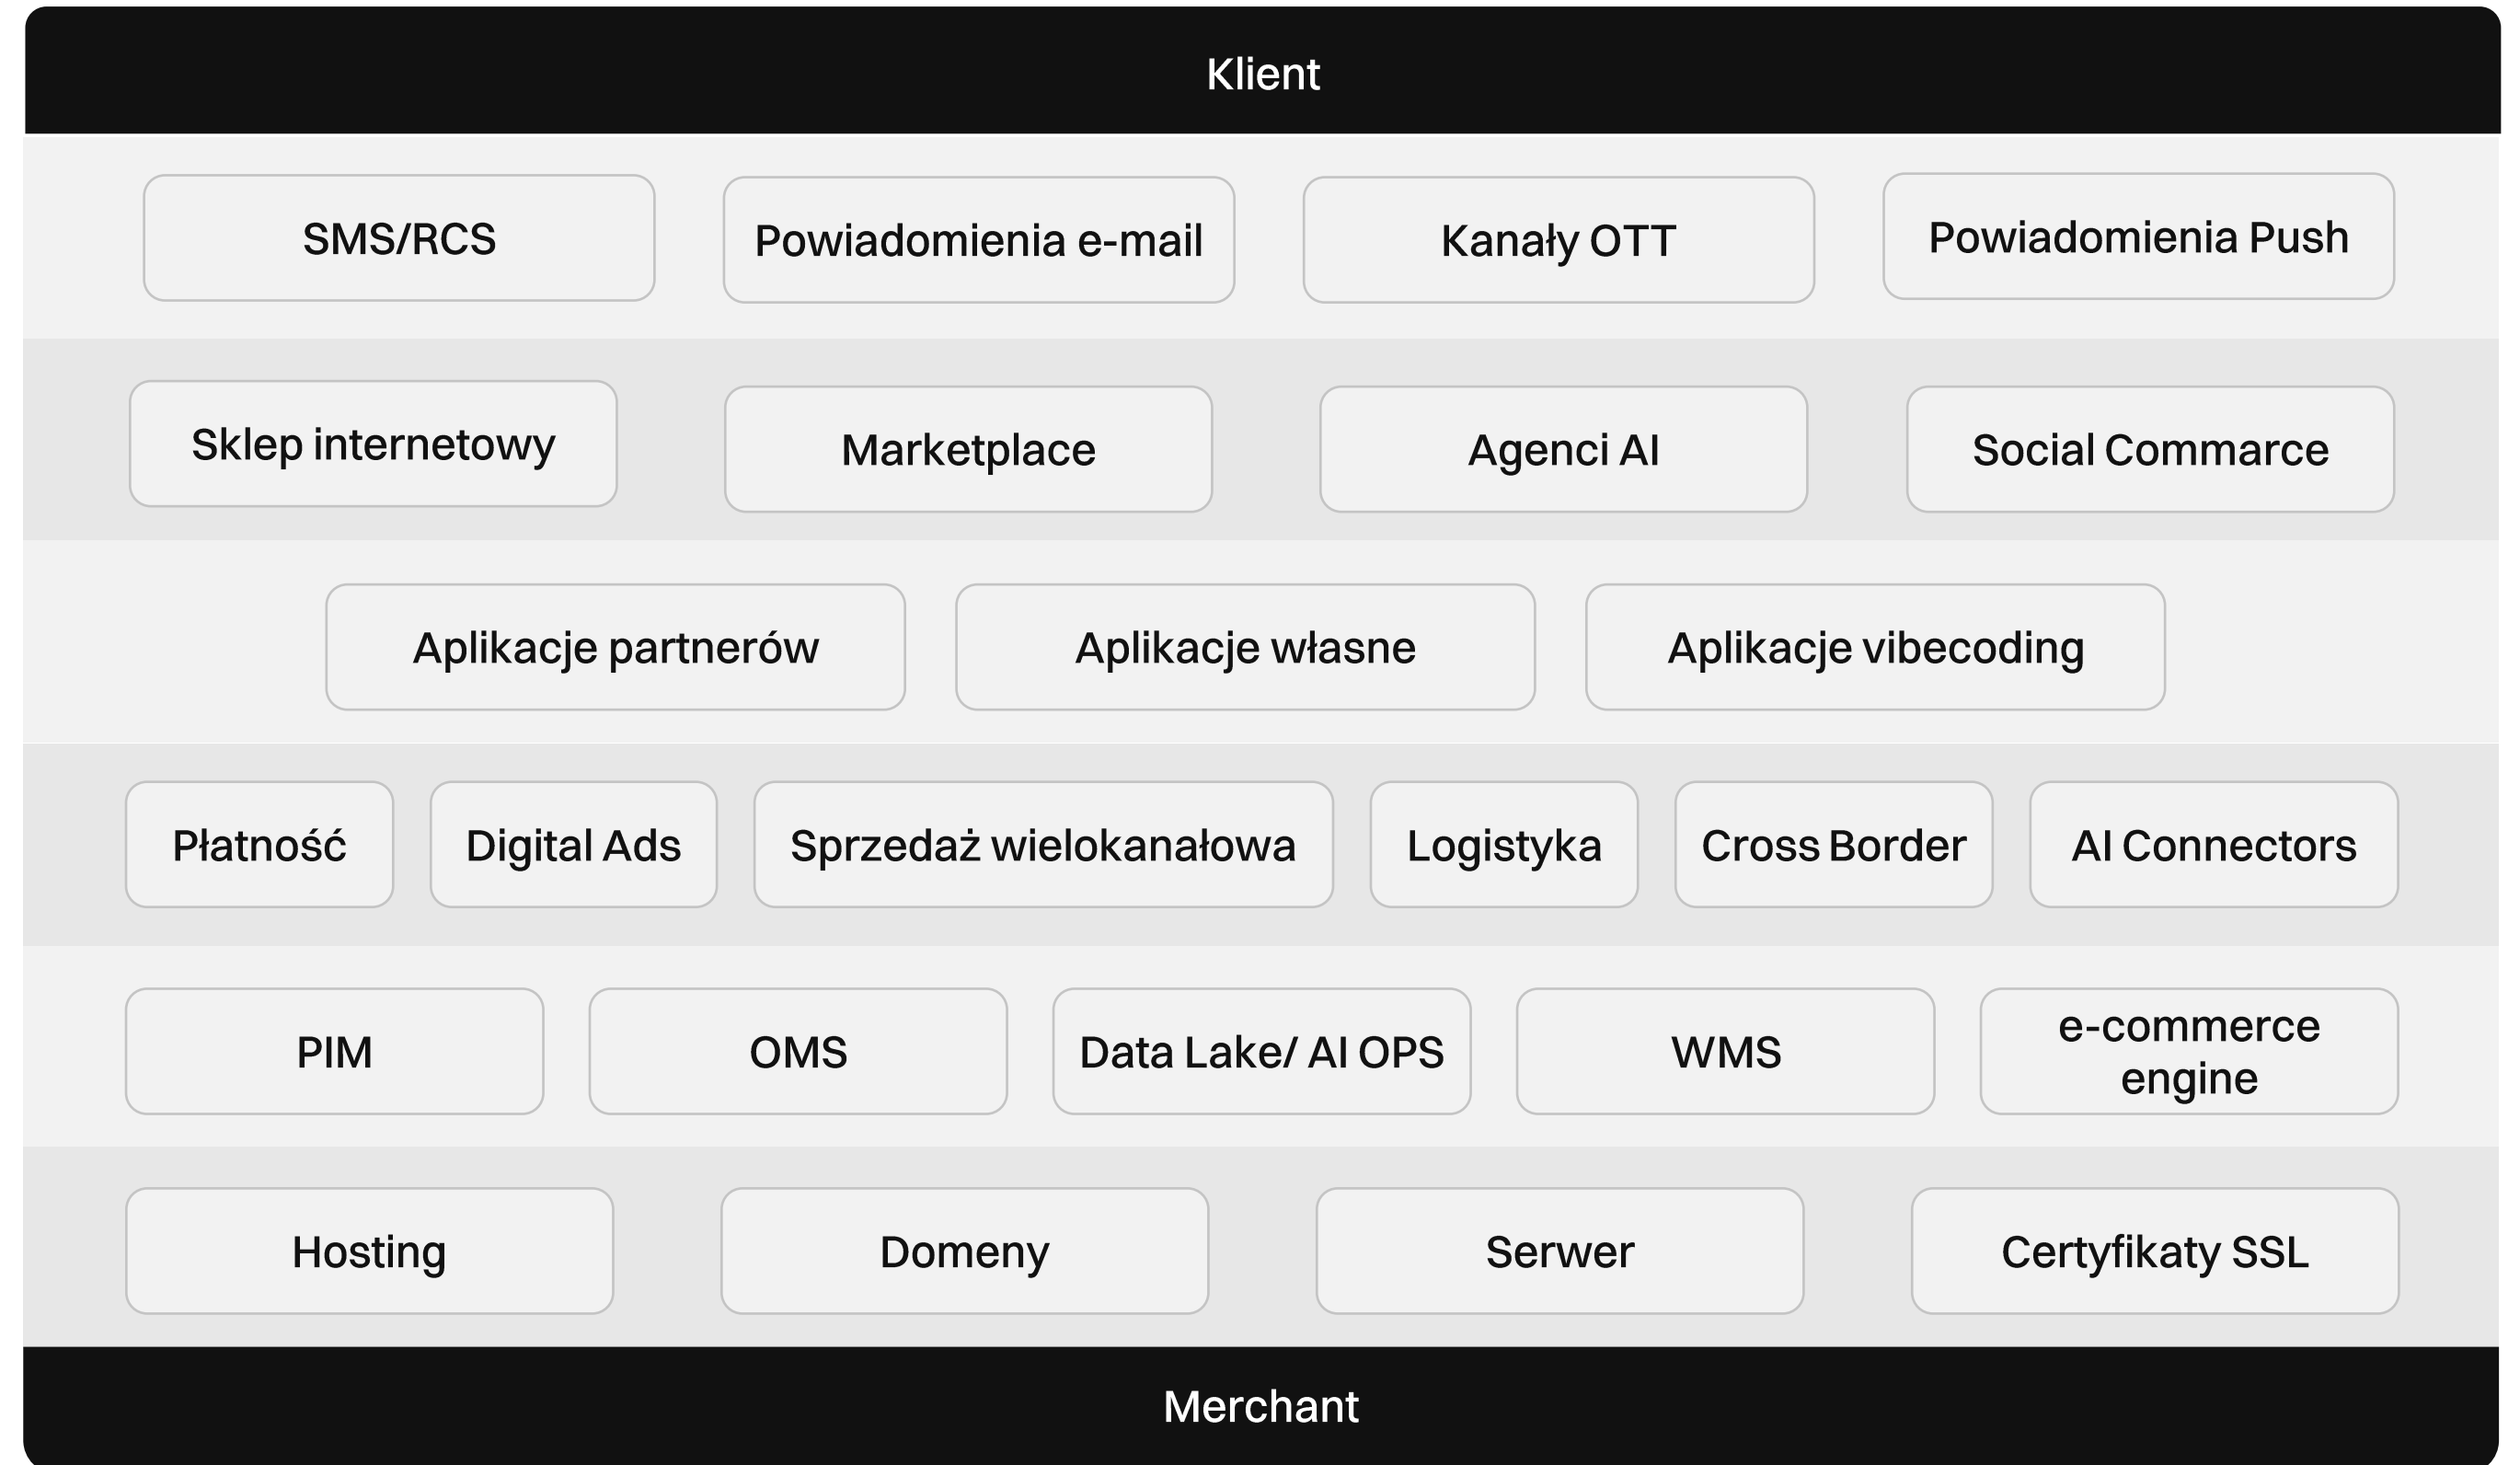 Klient
SMS/RCS
Powiadomienia e-mail
Kanały OTT
Powiadomienia Push
Sklep internetowy
Marketplace
Agenci AI
Social Commarce
Aplikacje partnerów
Aplikacje własne
Aplikacje vibecoding
Płatność
Digital Ads
Sprzedaż wielokanałowa
Logistyka
Cross Border
AI Connectors
PIM
OMS
Data Lake/ AI OPS
WMS
e-commerce
engine
Hosting
Domeny
Serwer
Certyfikaty SSL
Merchant